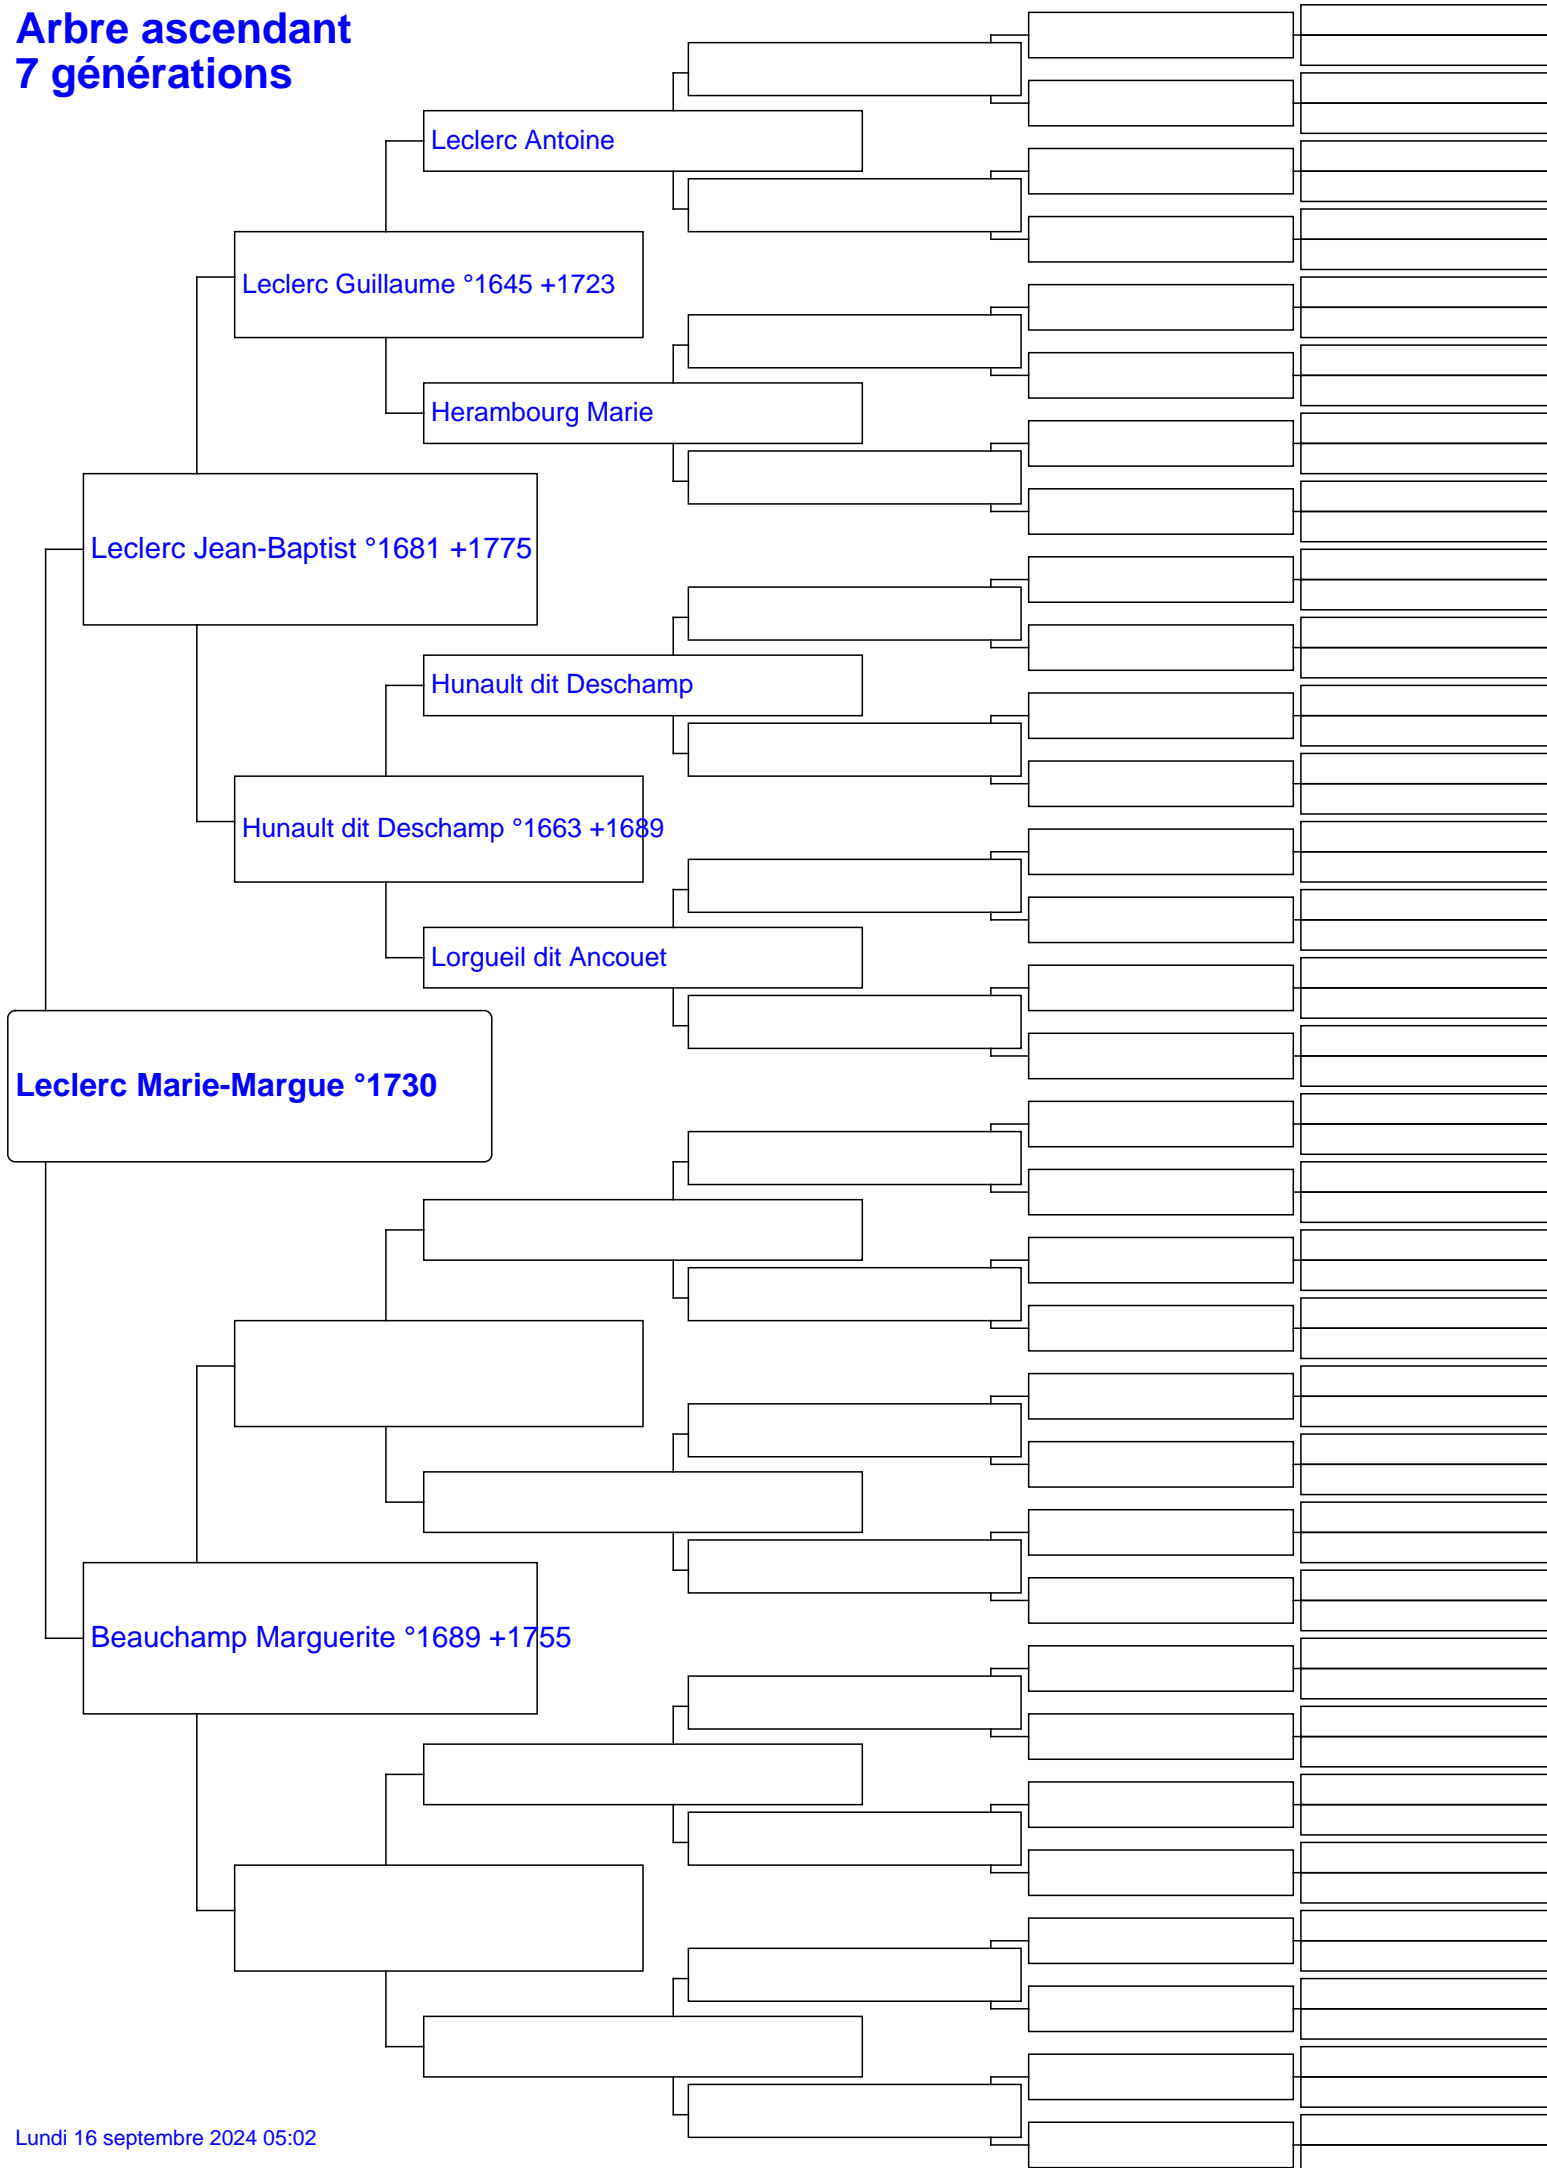 Arbre ascendant
7 générations
Leclerc Antoine
Leclerc Guillaume °1645 +1723
Herambourg Marie
Leclerc Jean-Baptist °1681 +1775
Hunault dit Deschamp
Hunault dit Deschamp °1663 +1689
Lorgueil dit Ancouet
Leclerc Marie-Margue °1730
Beauchamp Marguerite °1689 +1755
Lundi 16 septembre 2024 05:02